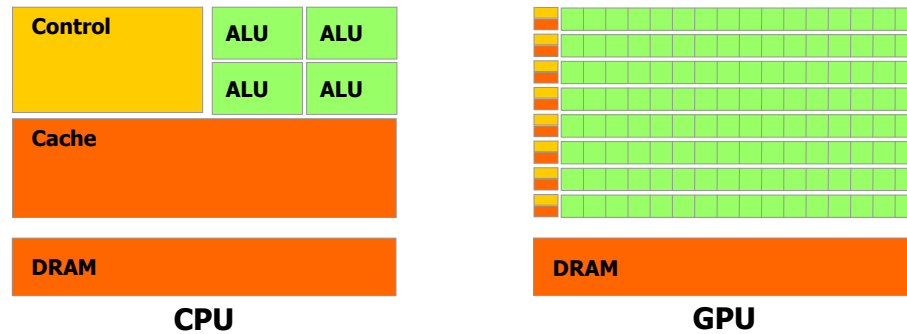 Control
ALU
ALU
ALU
ALU
Cache
DRAM
DRAM
CPU
GPU